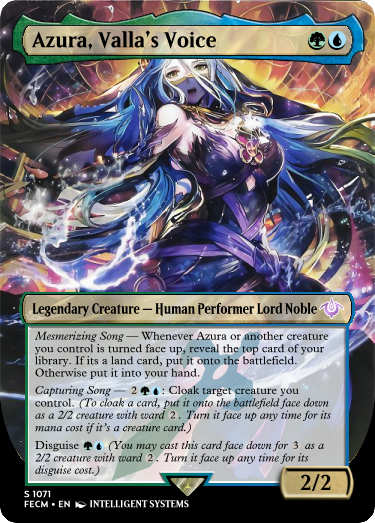 Azura, Valla's Voice
Legendary Creature — Human Performer Lord Noble
Mesmerizing Song — Whenever Azura or another creature
you control is turned face up, reveal the top card of your
library. If its a land card, put it onto the battlefield.
Otherwise put it into your hand.
Capturing Song — 2 : Cloak target creature you
control. (To cloak a card, put it onto the battlefield face down
as a 2/2 creature with ward 2 . Turn it face up any time for its
mana cost if it's a creature card.)
Disguise (You may cast this card face down for 3 as a
2/2 creature with ward 2 . Turn it face up any time for its
disguise cost.)
2/2
S 1071
FECM • EN INTELLIGENT SYSTEMS